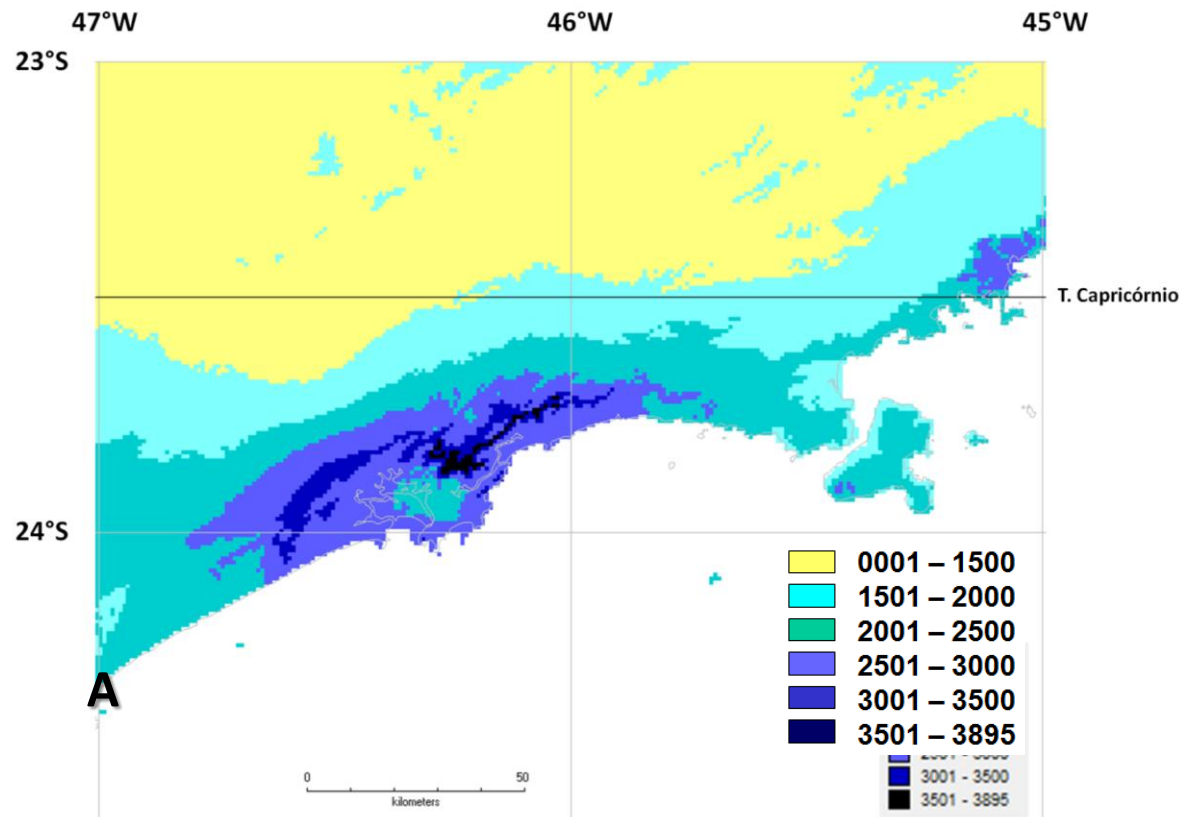 47°W 46°W 45°W
23°S
T. Capricórnio
24°S
0001 – 1500
1501 – 2000
2001 – 2500
2501 – 3000
3001 – 3500
3501 – 3895
A
3001 - 3500
3501 - 3895
0 50
kilometers